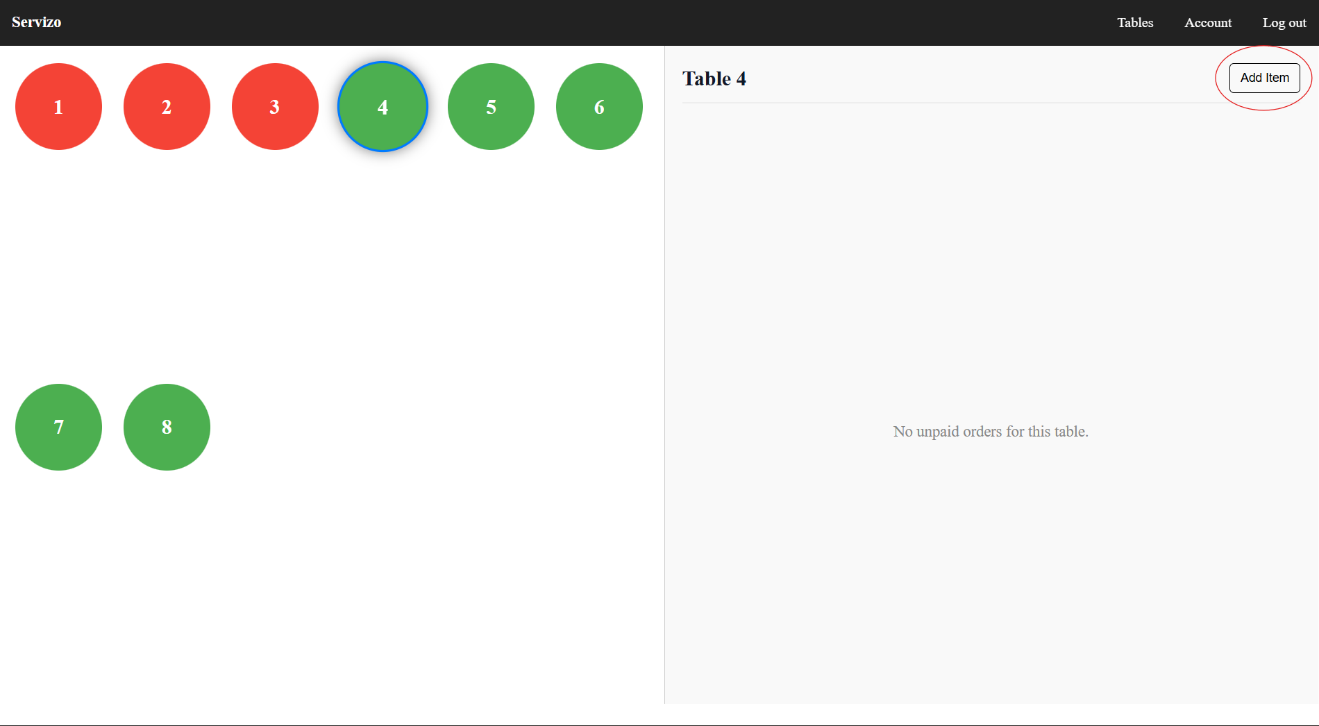 Servizo
Tables Account Log out
1 2 3 4 5 6
Table 4
Add Item
7 8
No unpaid orders for this table.